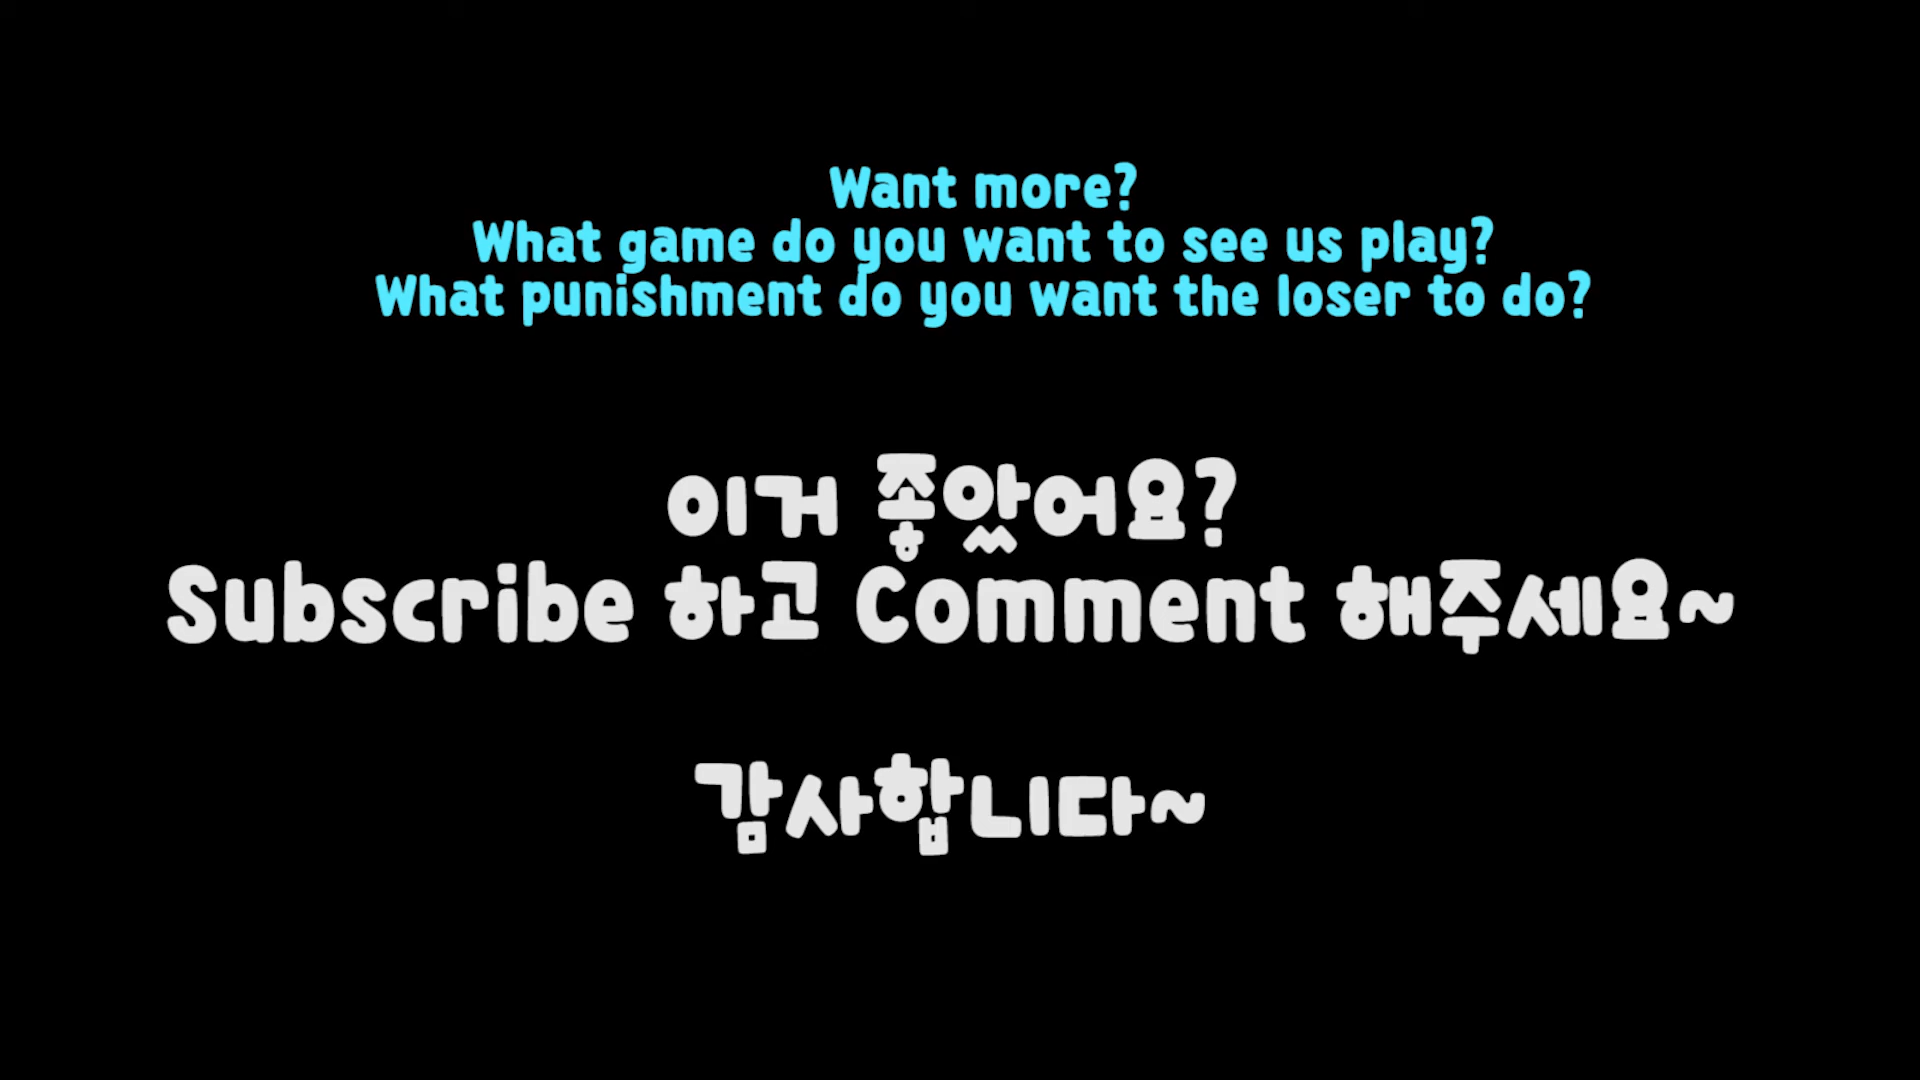 Want more?
What game do you want to see us play?
What punishment do you want the loser to do?
이거 좋았어요?
Subscribe 하고 Comment 해주세요~
감사합니다~